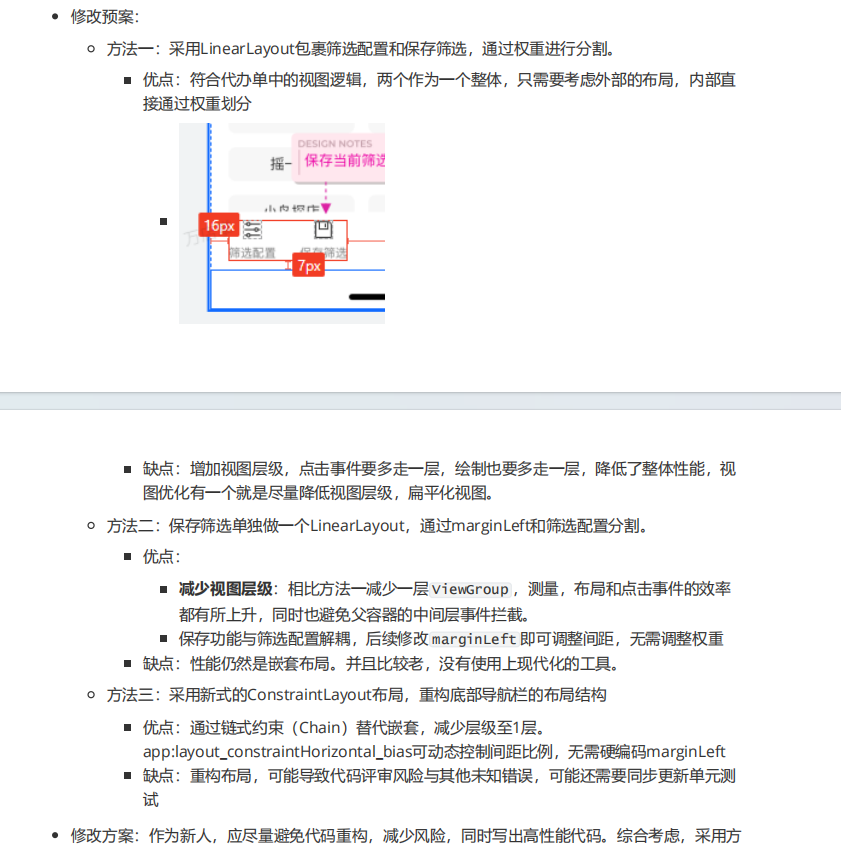 修改预案：
方法一：采用LinearLayout包裹筛选配置和保存筛选，通过权重进行分割。
优点：符合代办单中的视图逻辑，两个作为一个整体，只需要考虑外部的布局，内部直
接通过权重划分
DESIGN NOTES
摇一
保存当前筛选
小鸟探店
16px
筛选配置
保存筛选
7px
缺点：增加视图层级，点击事件要多走一层，绘制也要多走一层，降低了整体性能，视
图优化有一个就是尽量降低视图层级，扁平化视图。
方法二：保存筛选单独做一个LinearLayout，通过marginLeft和筛选配置分割。
优点：
减少视图层级：相比方法一减少一层ViewGroup，测量，布局和点击事件的效率
都有所上升，同时也避免父容器的中间层事件拦截。
保存功能与筛选配置解耦，后续修改marginLeft即可调整间距，无需调整权重
缺点：性能仍然是嵌套布局。并且比较老，没有使用上现代化的工具。
方法三：采用新式的ConstraintLayout布局，重构底部导航栏的布局结构
优点：通过链式约束（Chain）替代嵌套，减少层级至1层。
app:layout_constraintHorizontal_bias可动态控制间距比例，无需硬编码marginLeft
缺点：重构布局，可能导致代码评审风险与其他未知错误，可能还需要同步更新单元测
试
修改方案：作为新人，应尽量避免代码重构，减少风险，同时写出高性能代码。综合考虑，采用方